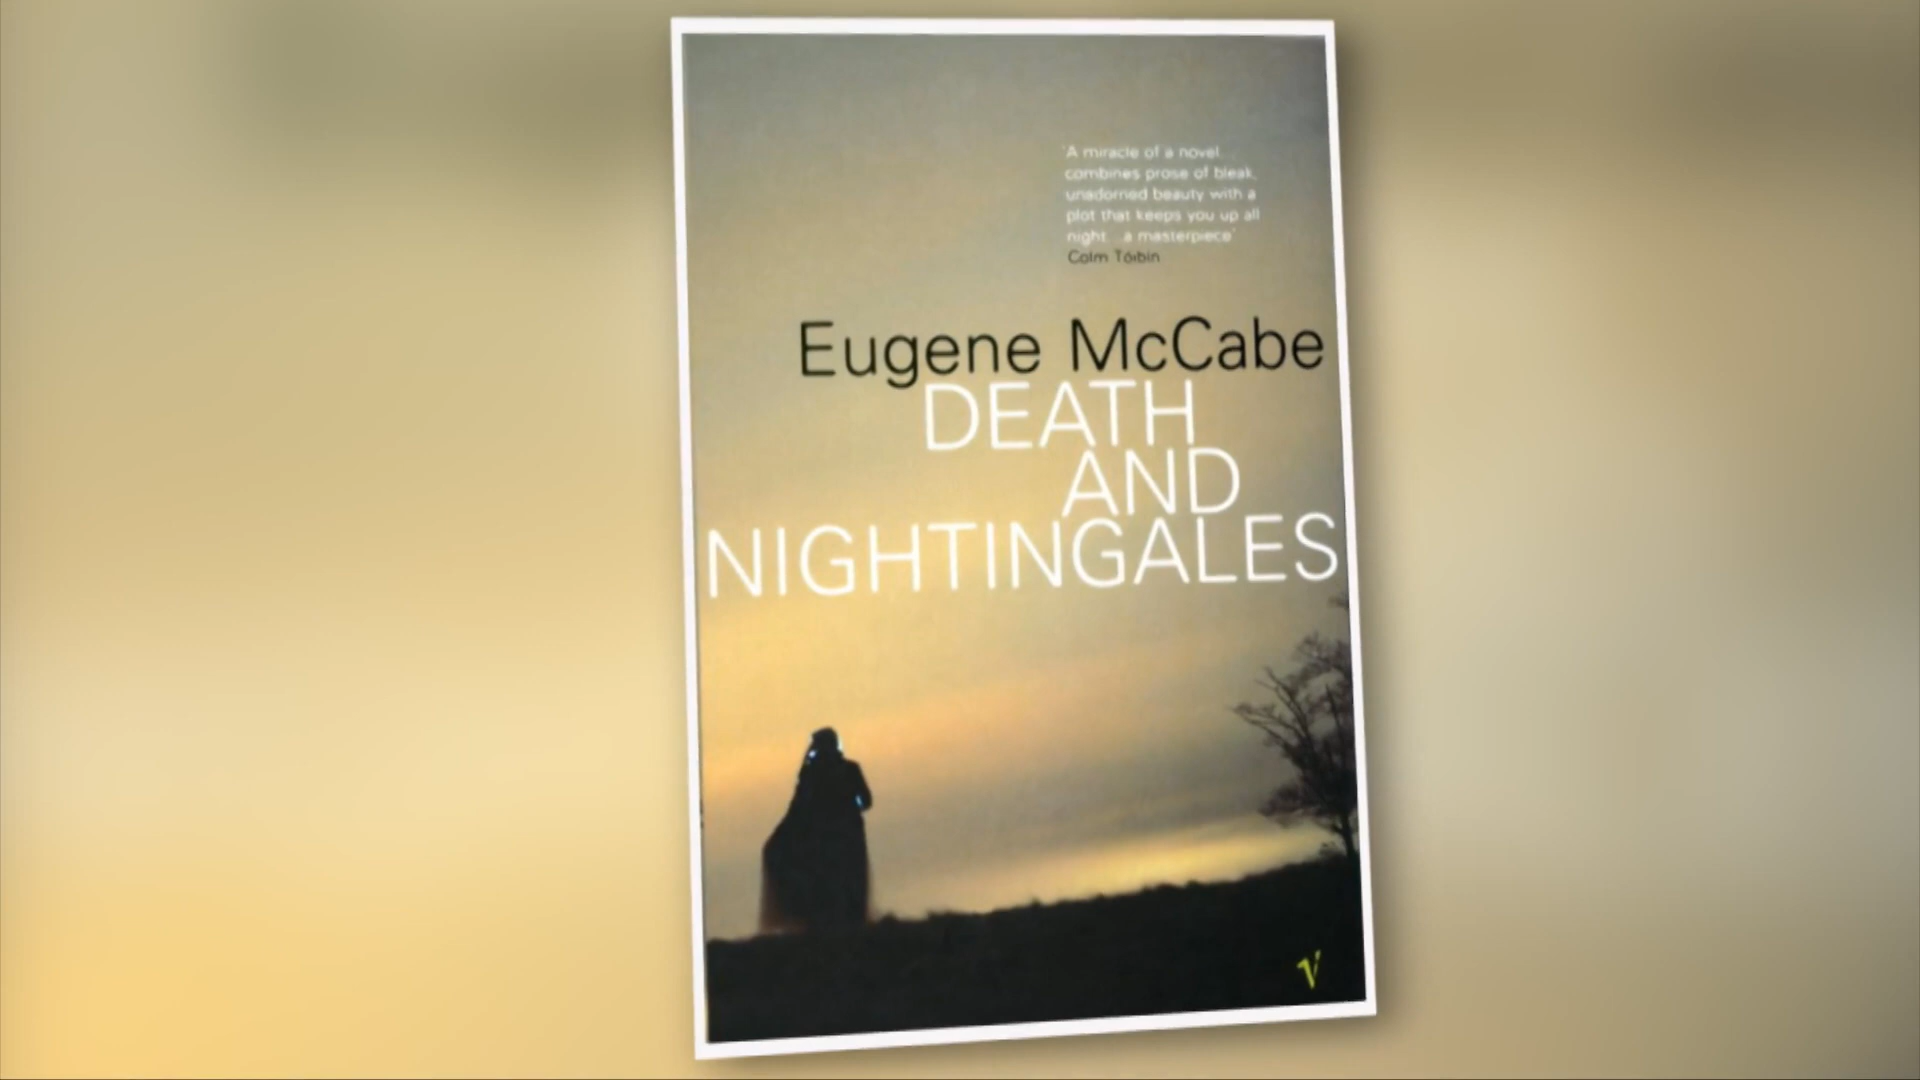 'A miracle of a novel...
combines prose of bleak,
unadorned beauty with a
plot that keeps you up all
night...a masterpiece'
Colm Tóibín
Eugene McCabe
DEATH
AND
NIGHTINGALES
V